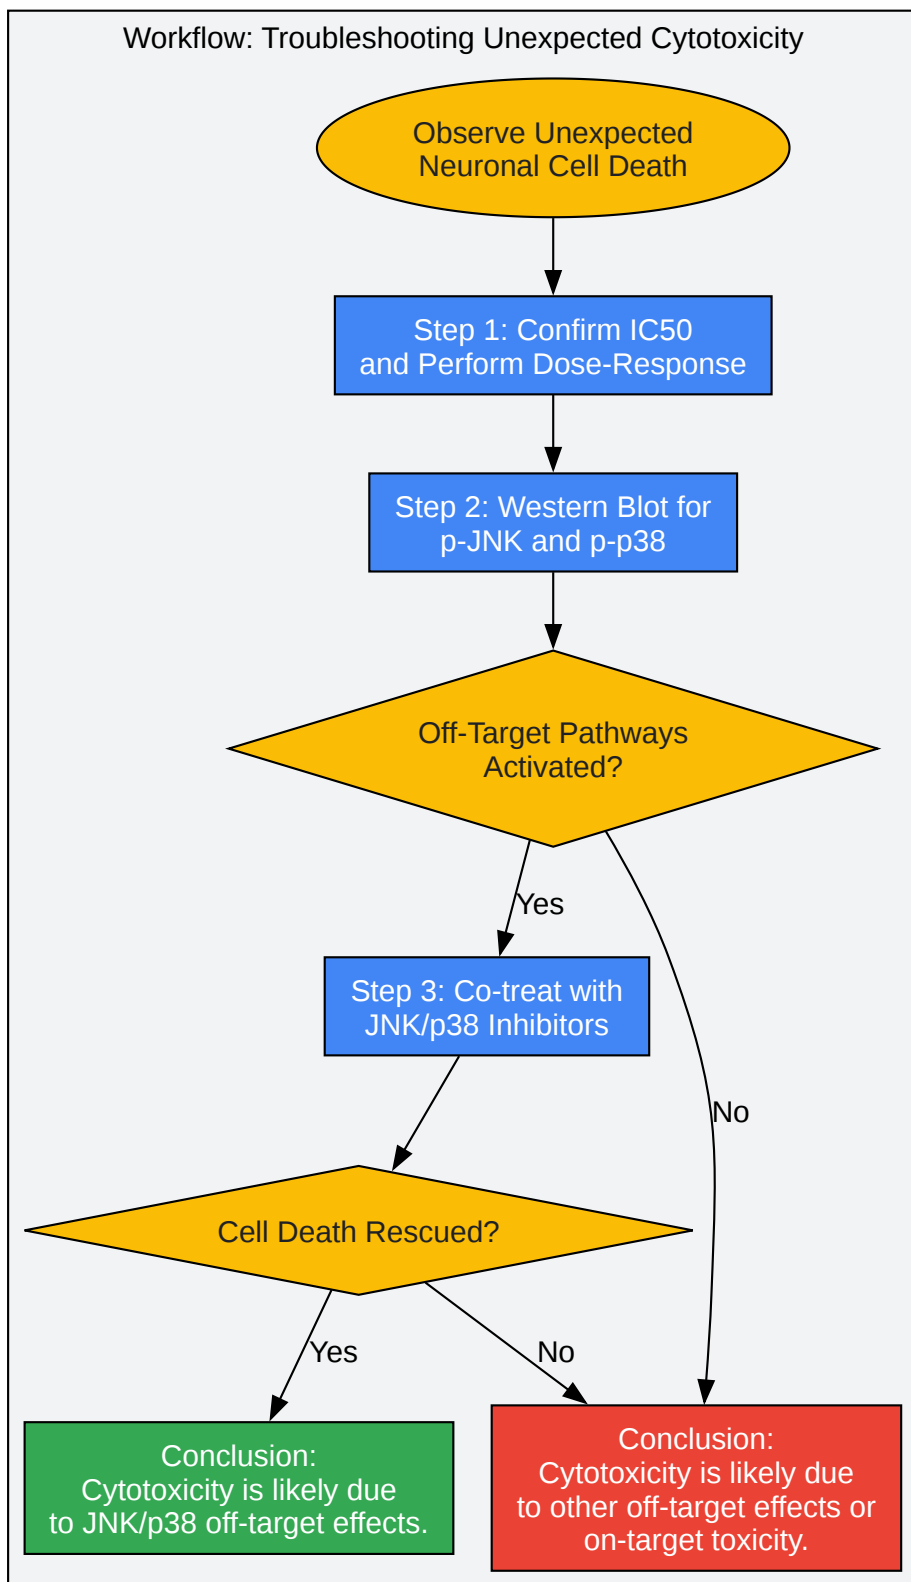 Workflow: Troubleshooting Unexpected Cytotoxicity
Observe Unexpected
Neuronal Cell Death
Step 1: Confirm IC50
and Perform Dose-Response
Step 2: Western Blot for
p-JNK and p-p38
Off-Target Pathways
Activated?
Yes
Step 3: Co-treat with
JNK/p38 Inhibitors
No
Cell Death Rescued?
Yes
No
Conclusion:
Cytotoxicity is likely due
to JNK/p38 off-target effects.
Conclusion:
Cytotoxicity is likely due
to other off-target effects or
on-target toxicity.